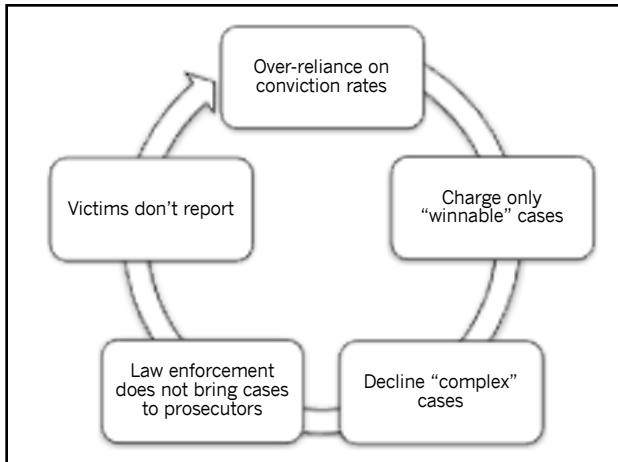 Over-reliance on
conviction rates
Charge only
“winnable” cases
Decline “complex”
cases
Law enforcement
does not bring cases
to prosecutors
Victims don’t report